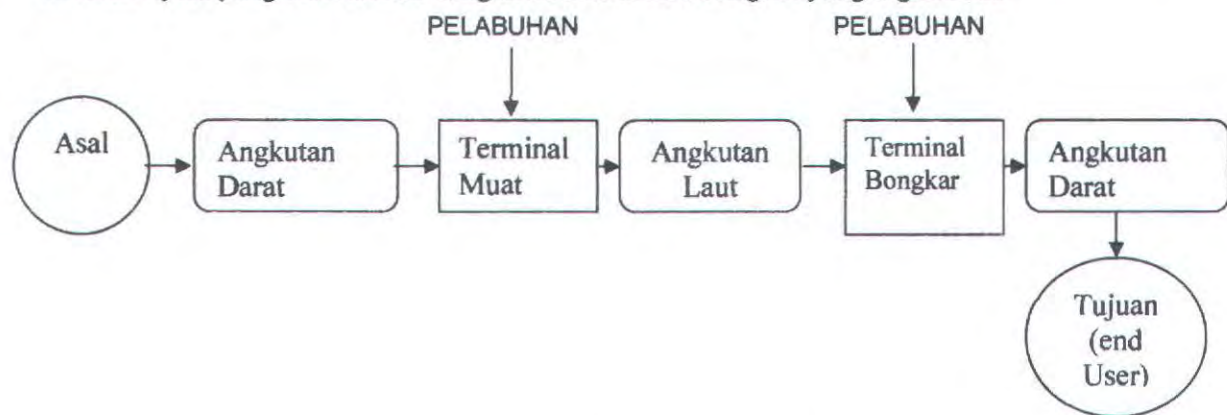 PELABUHAN
PELABUHAN
Asal
Angkutan
Darat
Terminal
Muat
Angkutan
Laut
Terminal
Bongkar
Angkutan
Darat
Tujuan
(end
User)